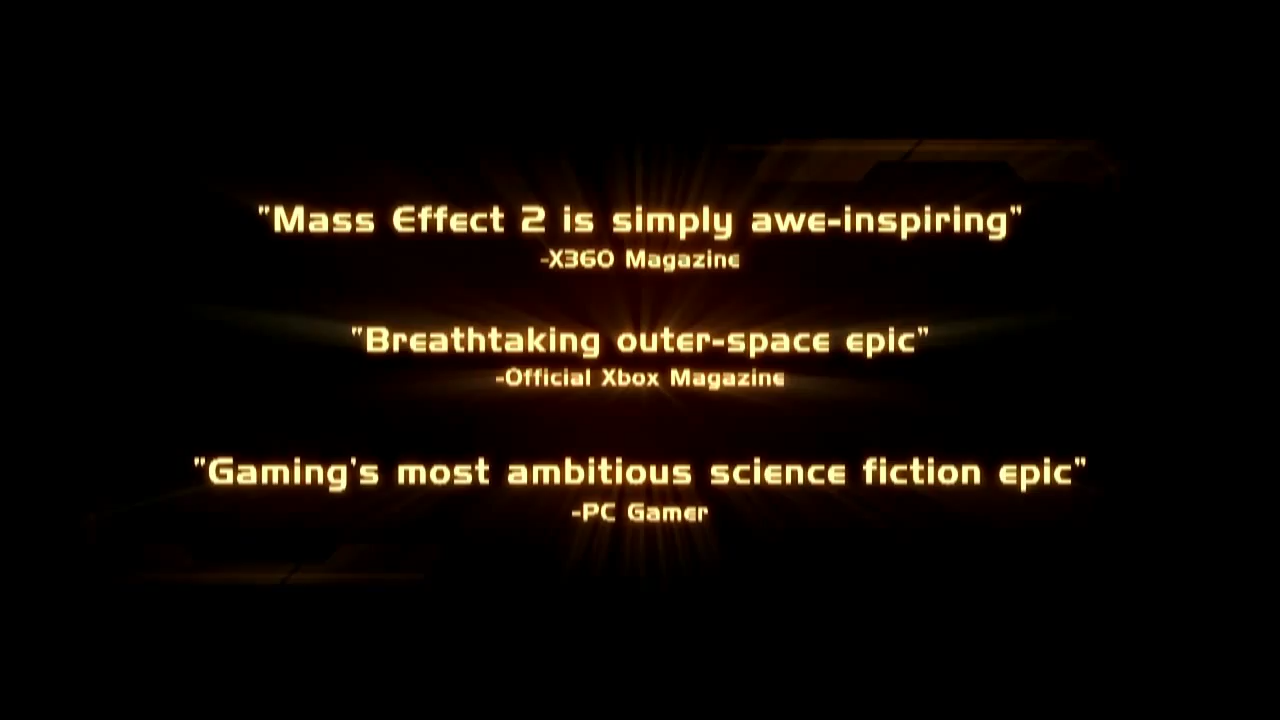 "Mass Effect 2 is simply awe-inspiring"
-X360 Magazine
"Breathtaking outer-space epic"
-Official Xbox Magazine
"Gaming's most ambitious science fiction epic"
-PC Gamer